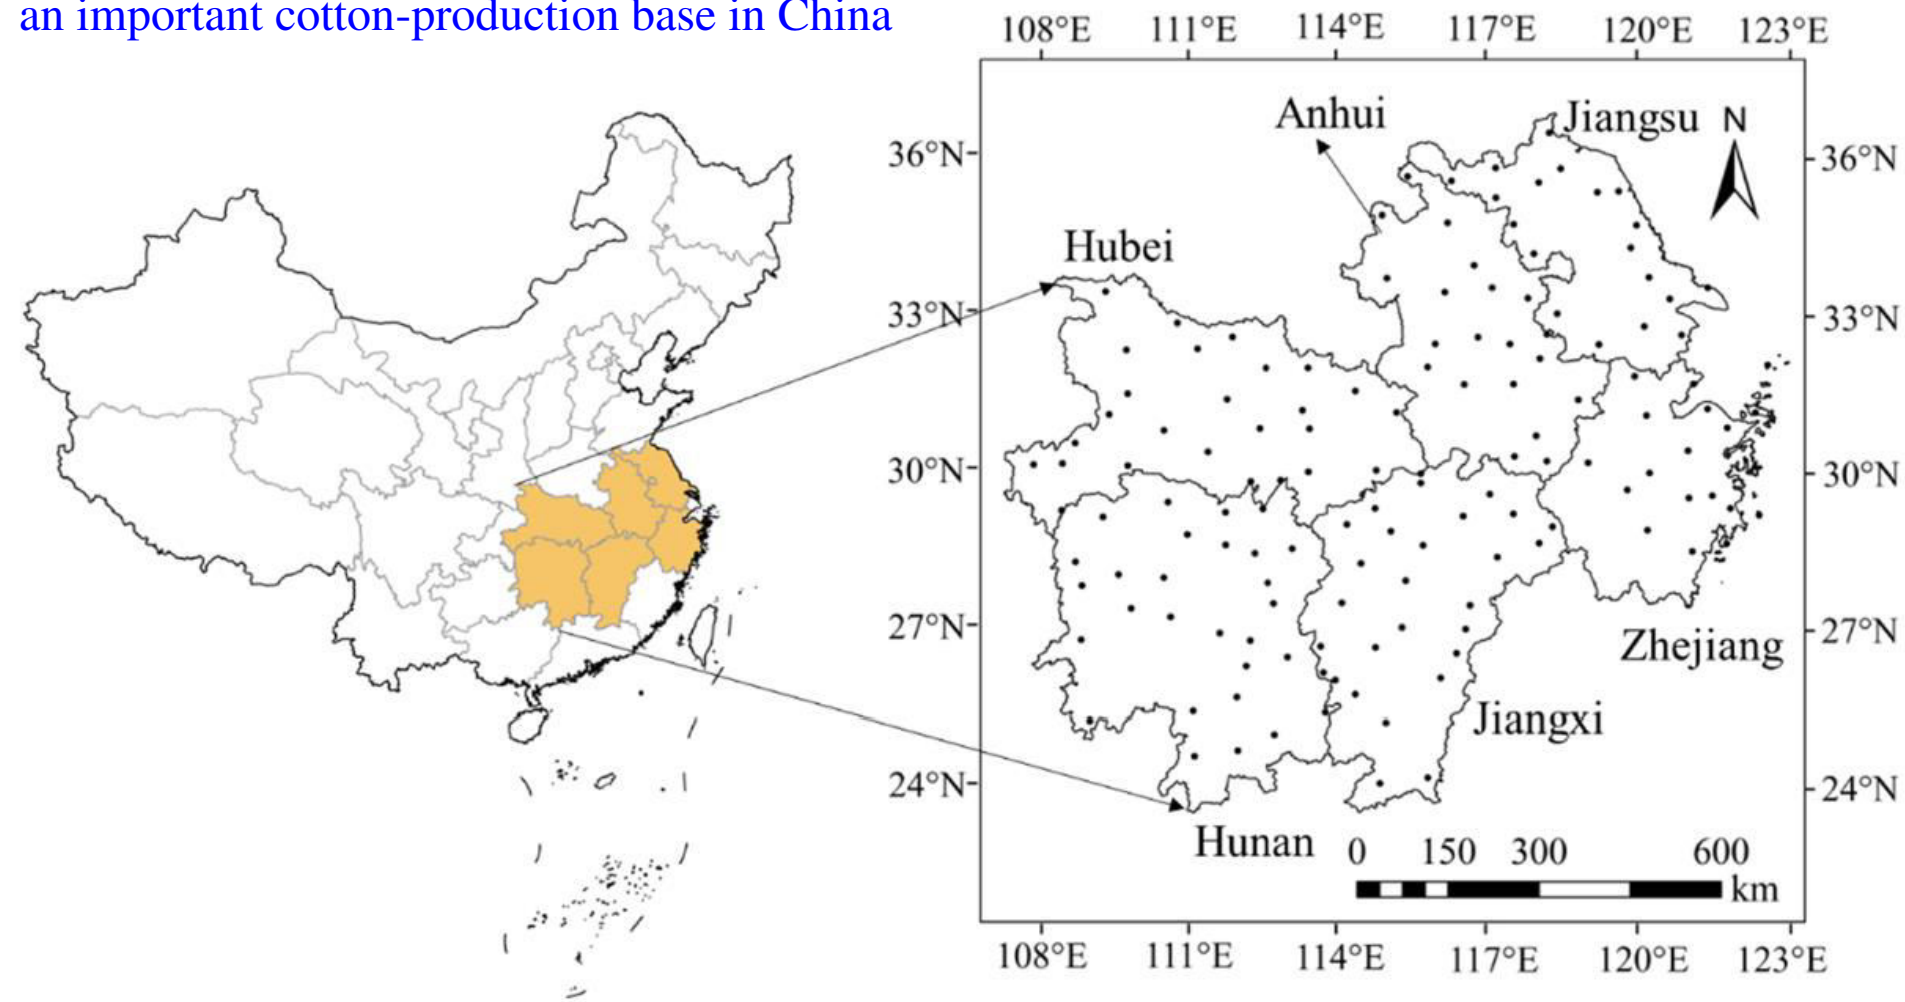 an important cotton-production base in China
108°E 111°E 114°E 117°E 120°E 123°E
Anhui
Jiangsu
N
36°N
36°N
Hubei
33°N
33°N
30°N
30°N
27°N
27°N
Zhejiang
Jiangxi
24°N
24°N
Hunan
0 150 300 600
km
108°E 111°E 114°E 117°E 120°E 123°E